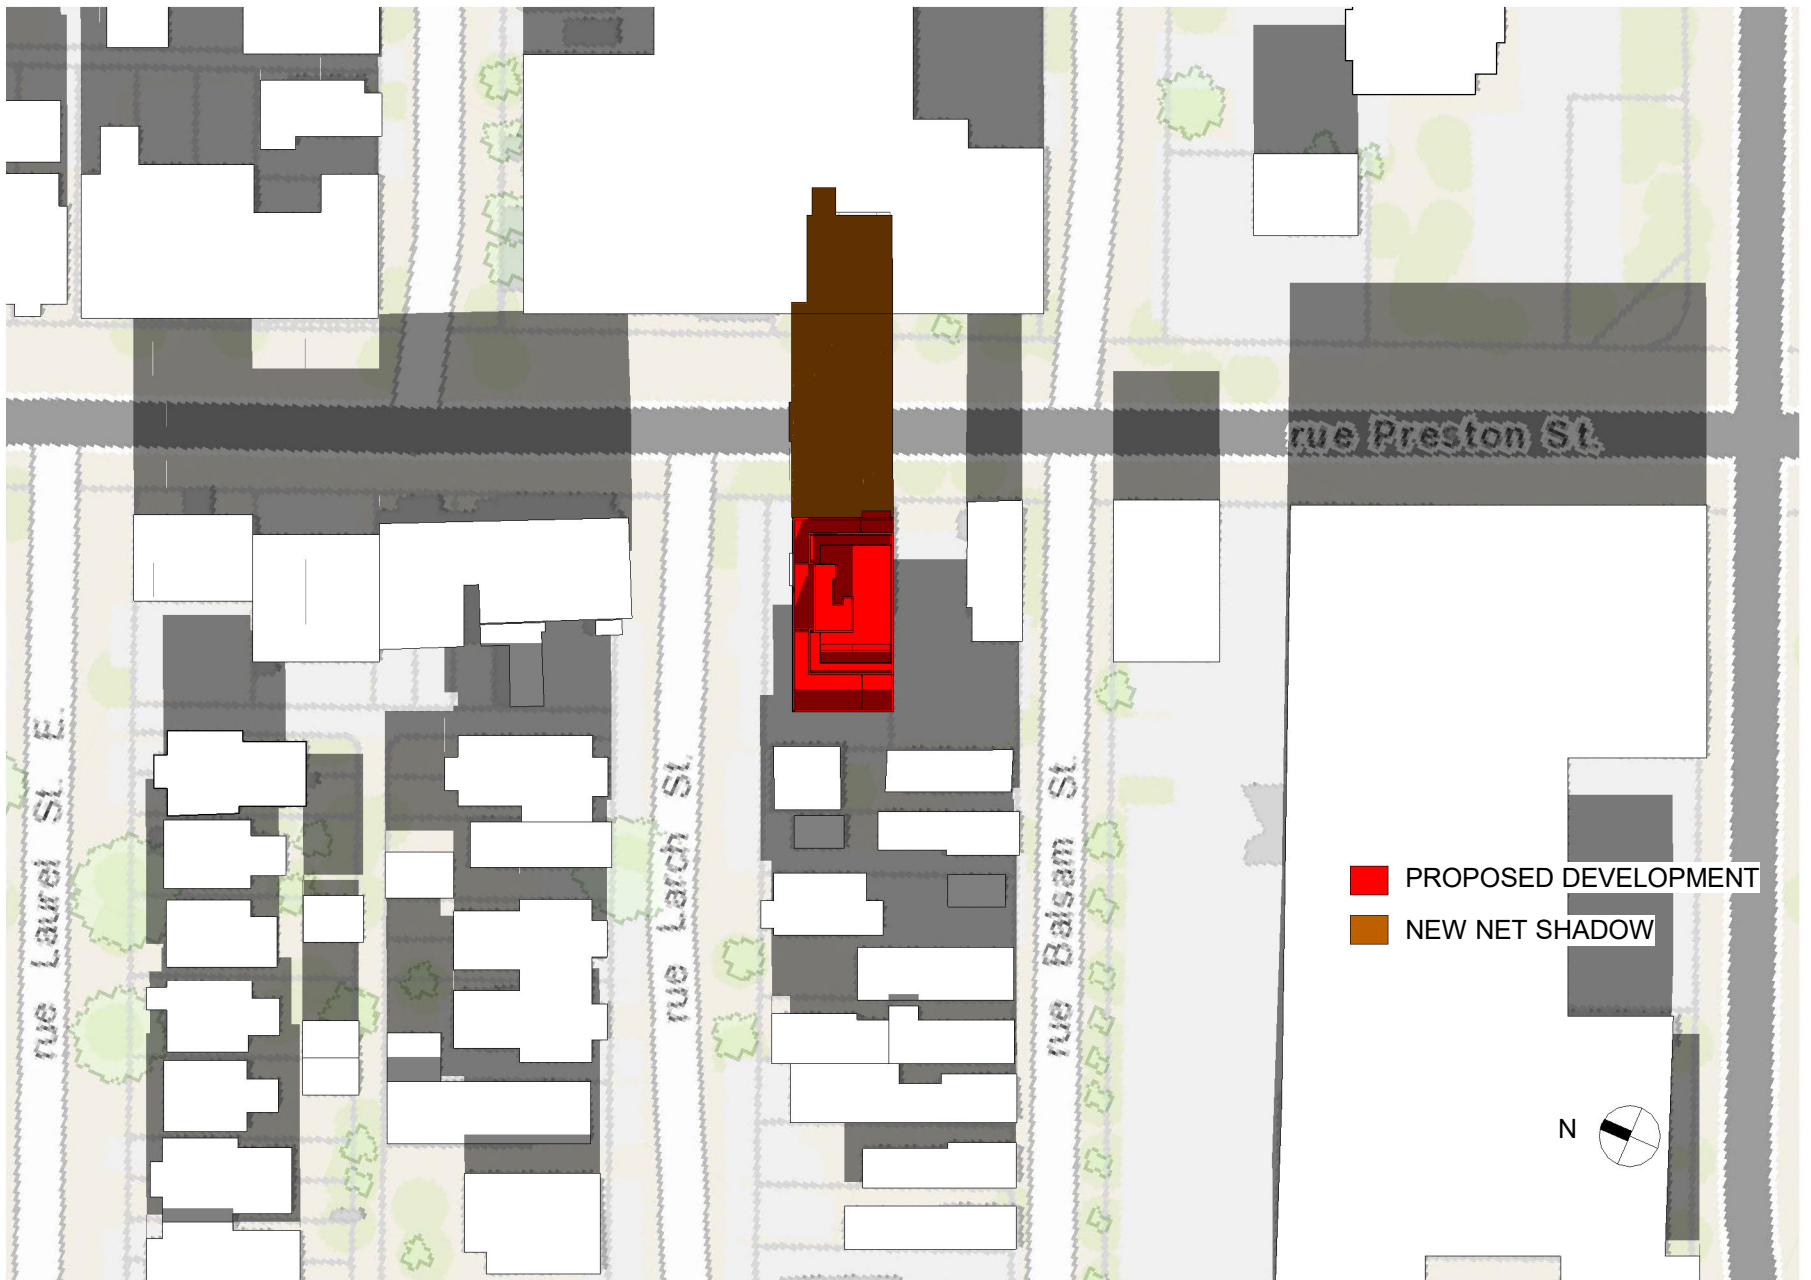 rue Preston St.
rue Laurel St. E.
rue Larch St.
rue Balsam St.
PROPOSED DEVELOPMENT
NEW NET SHADOW
N